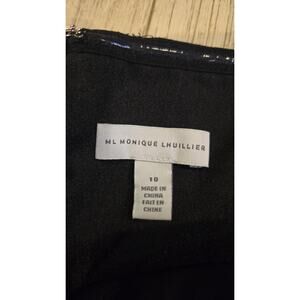 ML MONIQUE LHUILLIER
10
MADE IN
CHINA
FAIT EN
CHINE